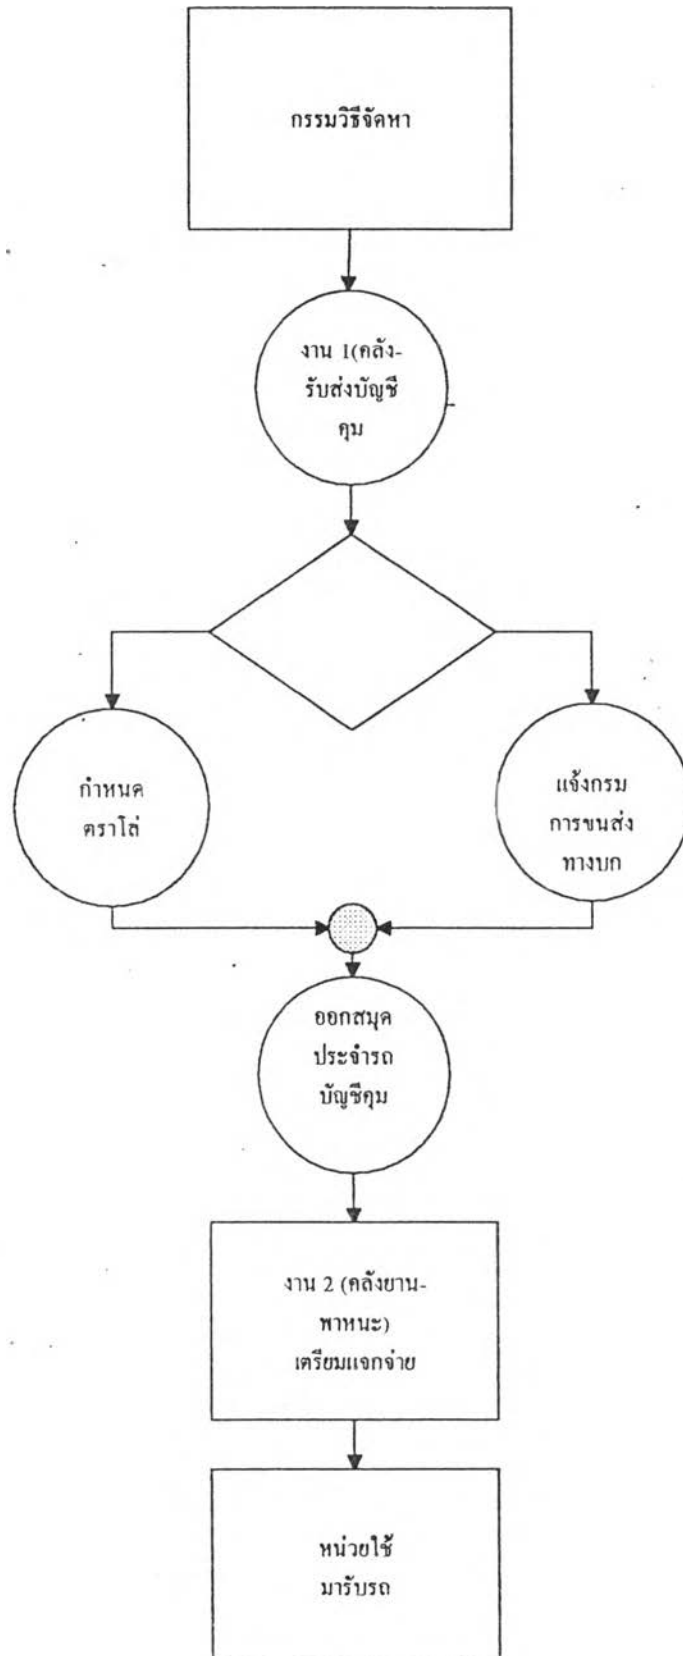 กรรมวิธีจัดหา
งาน 1(คลัง-
รับส่งบัญชี
คุม
กำหนด
ตราโล่
แจ้งกรม
การขนส่ง
ทางบก
ออกสมุด
ประจำรถ
บัญชีคุม
งาน 2 (คลังยาน-
พาหนะ)
เตรียมแจกจ่าย
หน่วยใช้
มารับรถ